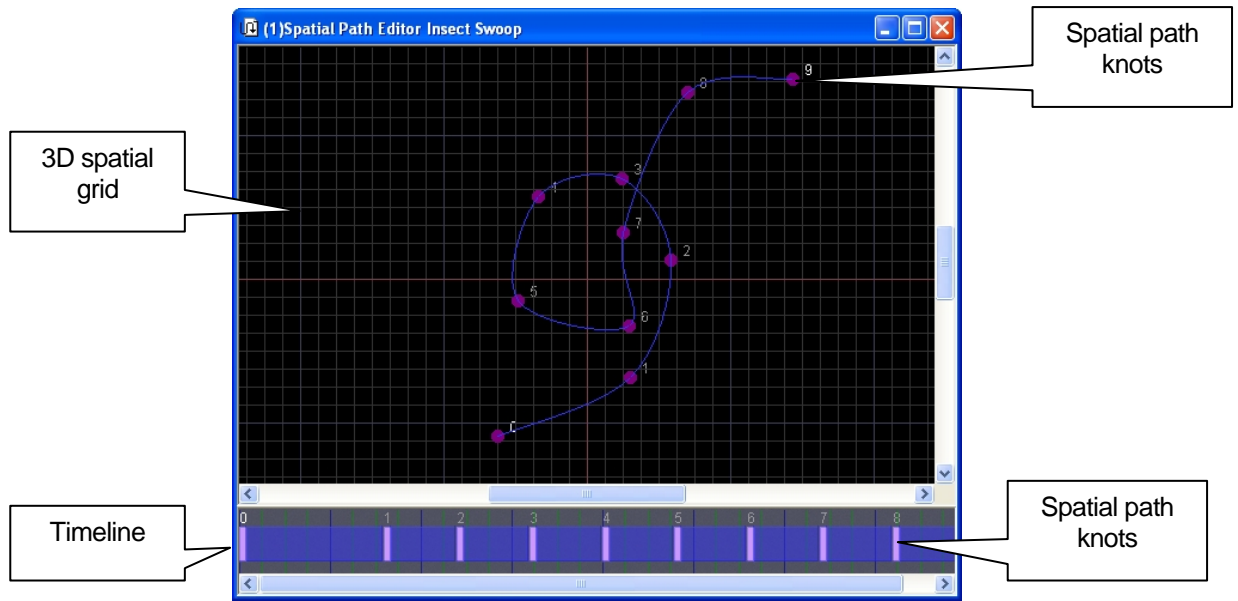 (1)Spatial Path Editor Insect Swoop
Spatial path
knots
9
8
3D spatial
grid
3
4
7
2
5
6
1
0
Timeline
0 1 2 3 4 5 6 7 8
Spatial path
knots